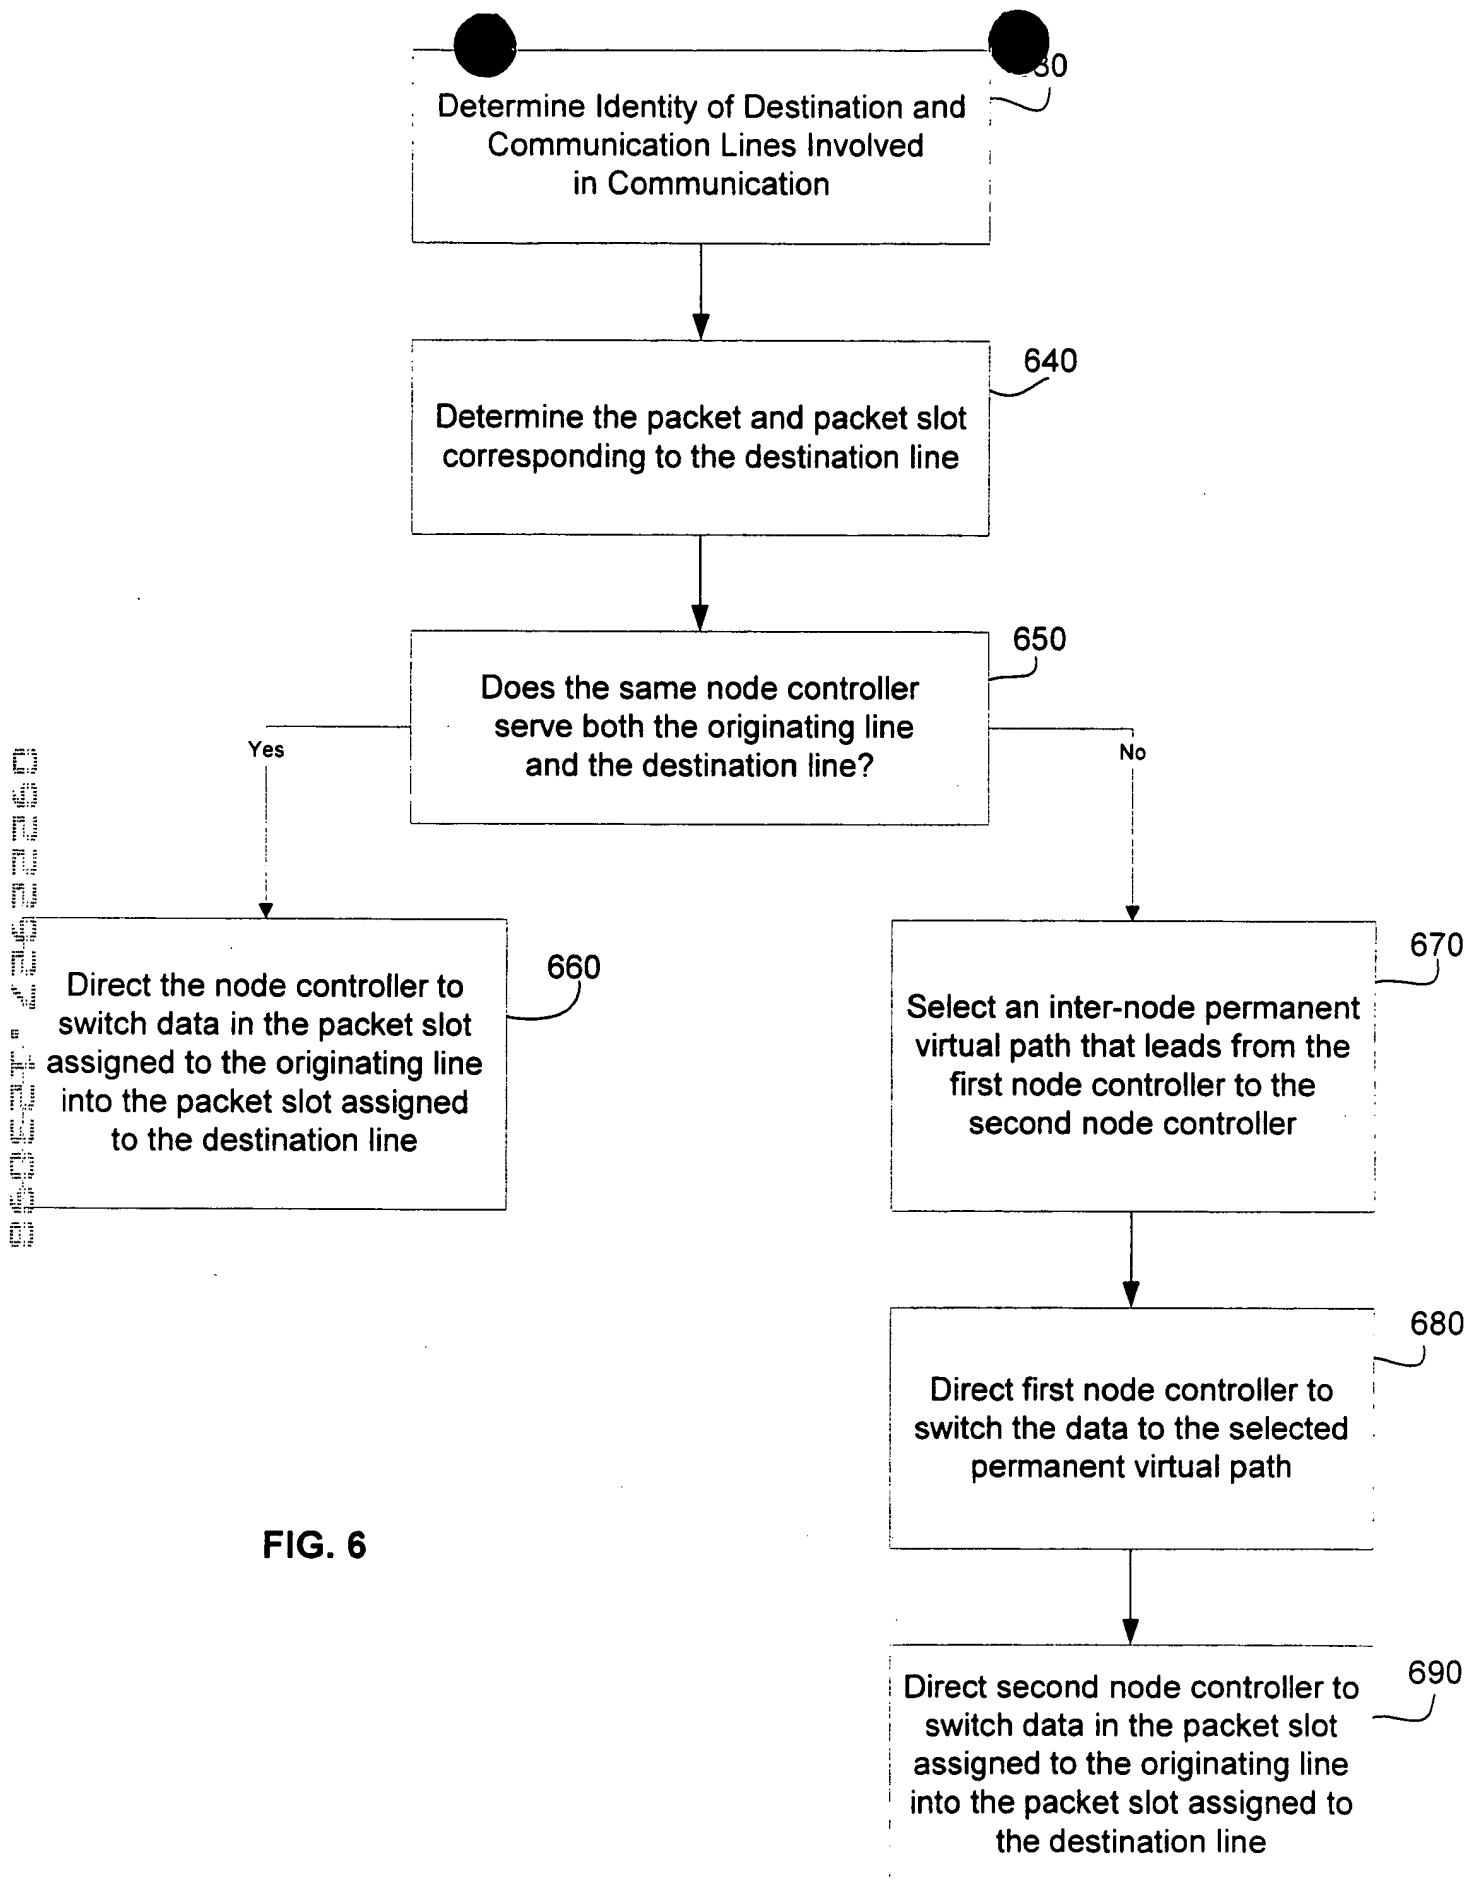 30
Determine Identity of Destination and
Communication Lines Involved
in Communication
640
Determine the packet and packet slot
corresponding to the destination line
650
Does the same node controller
serve both the originating line
and the destination line?
Yes
No
660
Direct the node controller to
switch data in the packet slot
assigned to the originating line
into the packet slot assigned
to the destination line
670
Select an inter-node permanent
virtual path that leads from the
first node controller to the
second node controller
680
Direct first node controller to
switch the data to the selected
permanent virtual path
FIG. 6
690
Direct second node controller to
switch data in the packet slot
assigned to the originating line
into the packet slot assigned to
the destination line